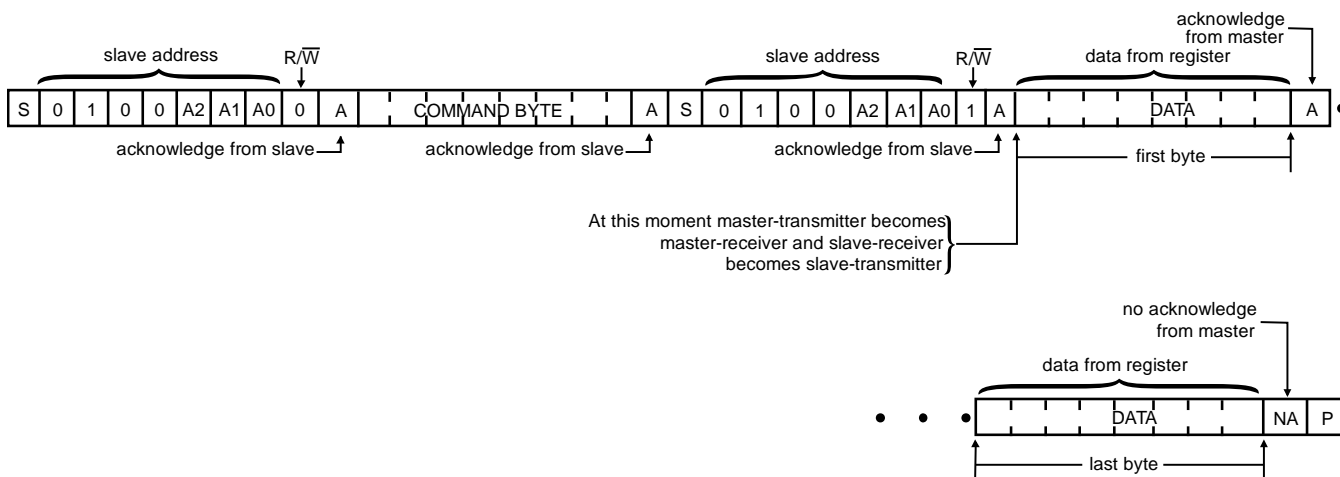 acknowledge
from master
slave address R/W̅ slave address R/W̅ data from register
S 0 1 0 0 A2 A1 A0 0 A COMMAND BYTE A S 0 1 0 0 A2 A1 A0 1 A DATA A
acknowledge from slave acknowledge from slave acknowledge from slave first byte
At this moment master-transmitter becomes
master-receiver and slave-receiver
becomes slave-transmitter
no acknowledge
from master
data from register
DATA NA P
last byte